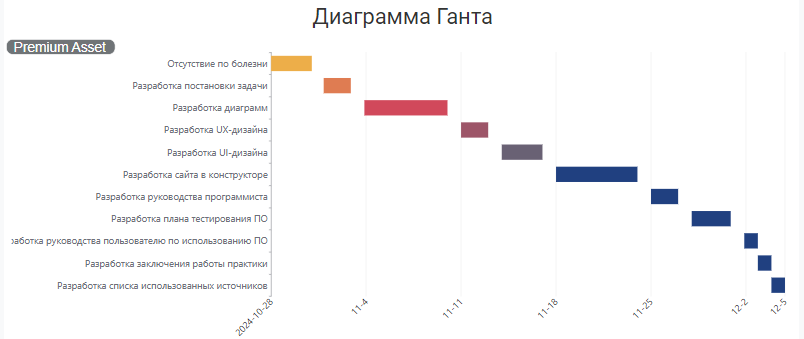 Диаграмма Ганта
Premium Asset
Отсутствие по болезни
Разработка постановки задачи
Разработка диаграмм
Разработка UX-дизайна
Разработка UI-дизайна
Разработка сайта в конструкторе
Разработка руководства программиста
Разработка плана тестирования ПО
работка руководства пользователю по использованию ПО
Разработка заключения работы практики
Разработка списка использованных источников
2024-10-28 11-4 11-11 11-18 11-25 12-2 12-5